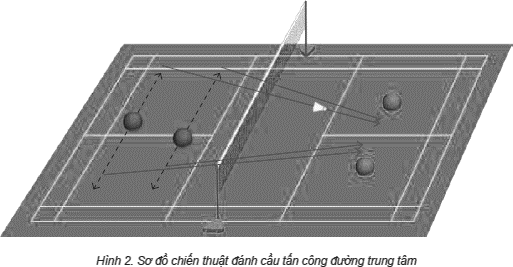 Hình 2. Sơ đồ chiến thuật đánh cầu tấn công đường trung tâm